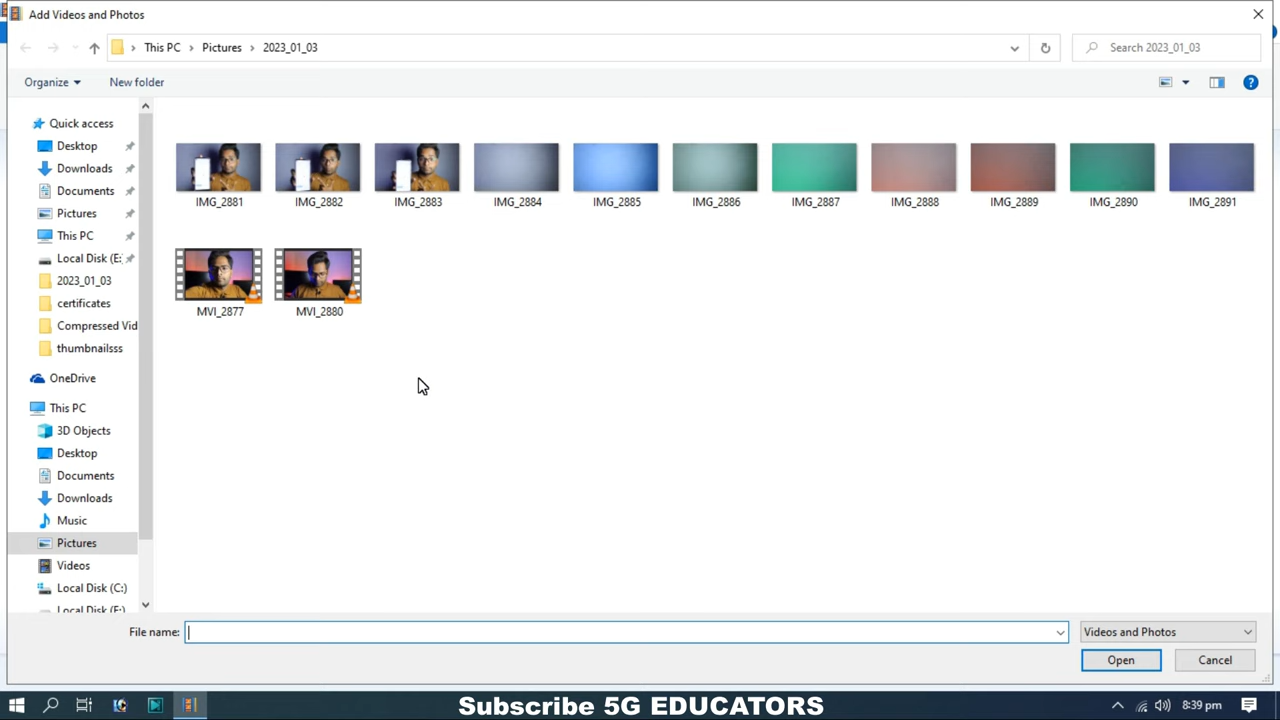 Add Videos and Photos
This PC
Pictures
2023_01_03
Search 2023_01_03
Organize
New folder
Quick access
Desktop
Downloads
Documents
Pictures
This PC
Local Disk (E:
2023_01_03
certificates
Compressed Vid
thumbnailsss
OneDrive
This PC
3D Objects
Desktop
Documents
Downloads
Music
Pictures
Videos
Local Disk (C:)
Local Disk (E:)
IMG_2881
IMG_2882
IMG_2883
IMG_2884
IMG_2885
IMG_2886
IMG_2887
IMG_2888
IMG_2889
IMG_2890
IMG_2891
MVI_2877
MVI_2880
File name:
Videos and Photos
Open
Cancel
Subscribe 5G EDUCATORS
8:39 pm